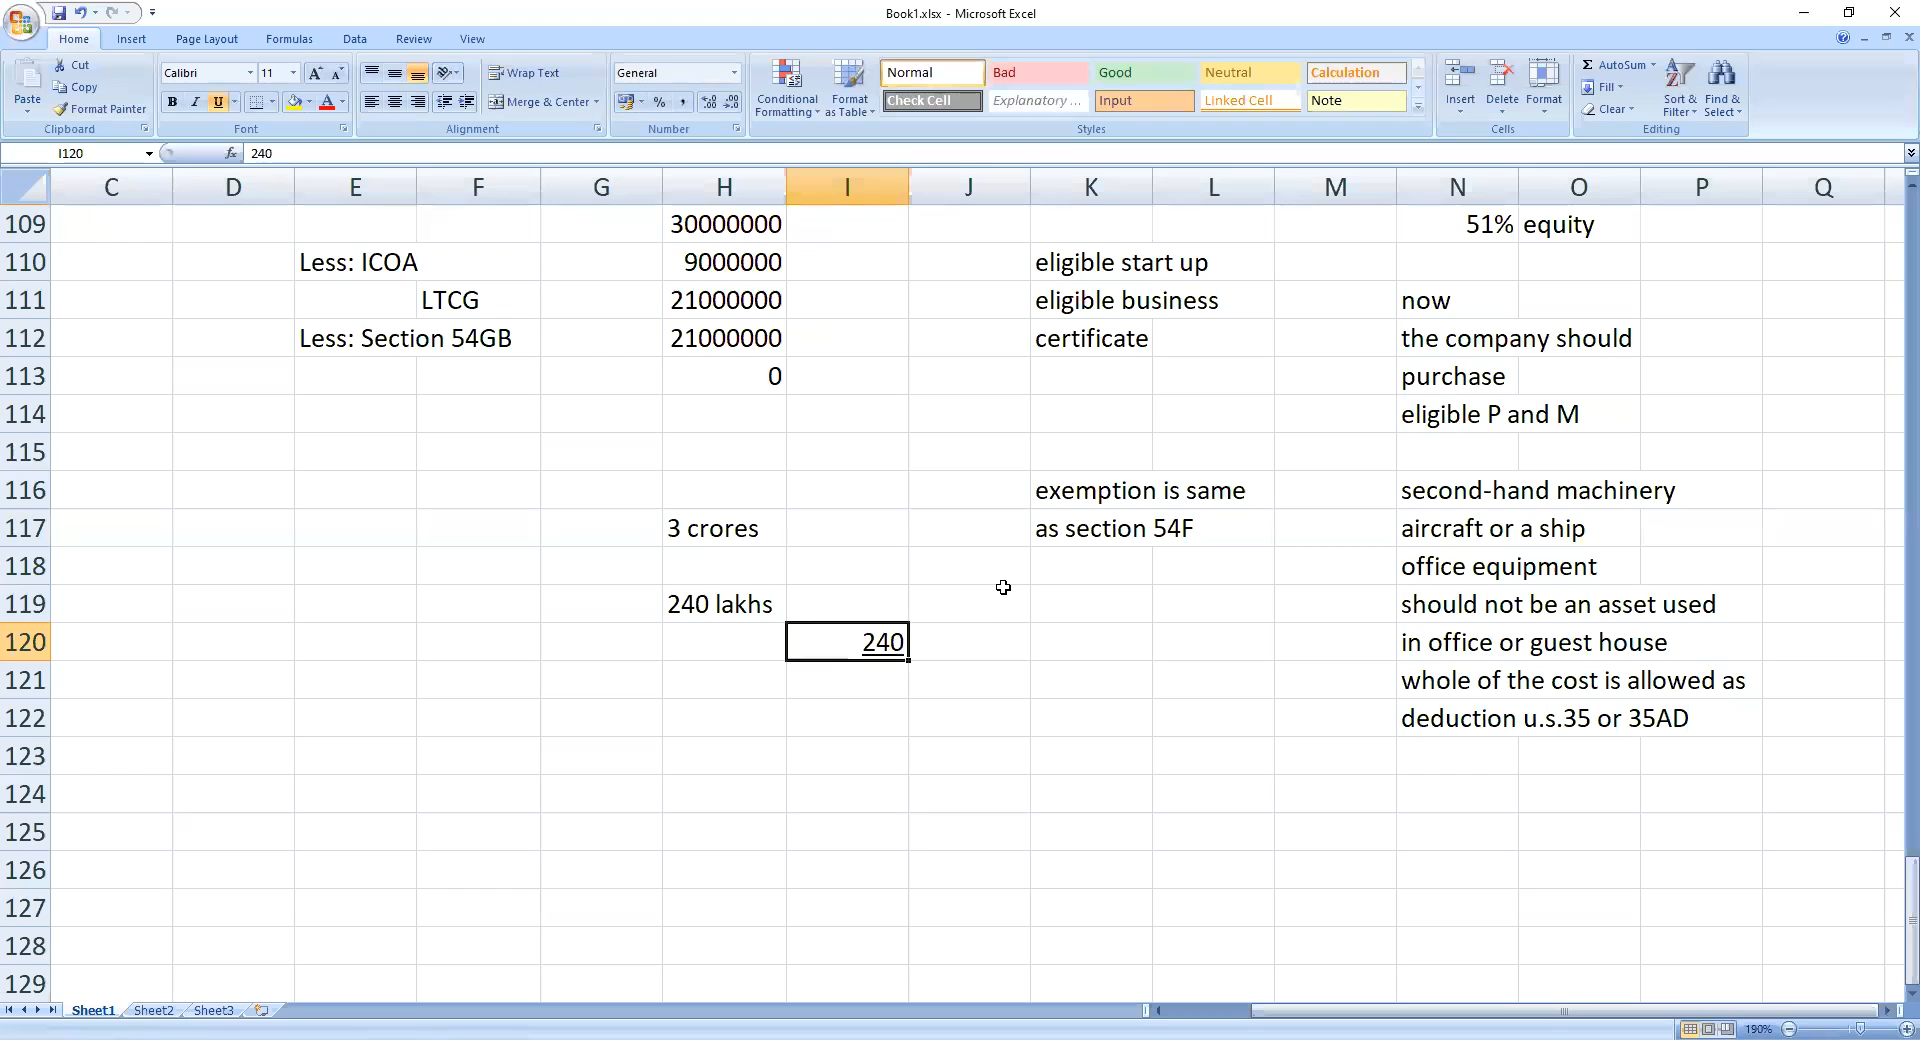 Book1.xlsx - Microsoft Excel
Home Insert Page Layout Formulas Data Review View
Paste
Cut
Copy
Format Painter
Clipboard
Calibri 11
B I U
Font
Wrap Text
Merge & Center
Alignment
General
Number
Conditional Formatting
Format as Table
Normal Bad Good Neutral Calculation
Check Cell Explanatory ... Input Linked Cell Note
Styles
Insert Delete Format
Cells
Σ AutoSum
Fill
Clear
Sort & Filter
Find & Select
Editing
I120 fx 240
C D E F G H I J K L M N O P Q
109 30000000 51% equity
110 Less: ICOA 9000000 eligible start up
111 LTCG 21000000 eligible business now
112 Less: Section 54GB 21000000 certificate the company should
113 0 purchase
114 eligible P and M
115
116 exemption is same second-hand machinery
117 3 crores as section 54F aircraft or a ship
118 office equipment
119 240 lakhs should not be an asset used
120 240 in office or guest house
121 whole of the cost is allowed as
122 deduction u.s.35 or 35AD
123
124
125
126
127
128
129
Sheet1 Sheet2 Sheet3
190%